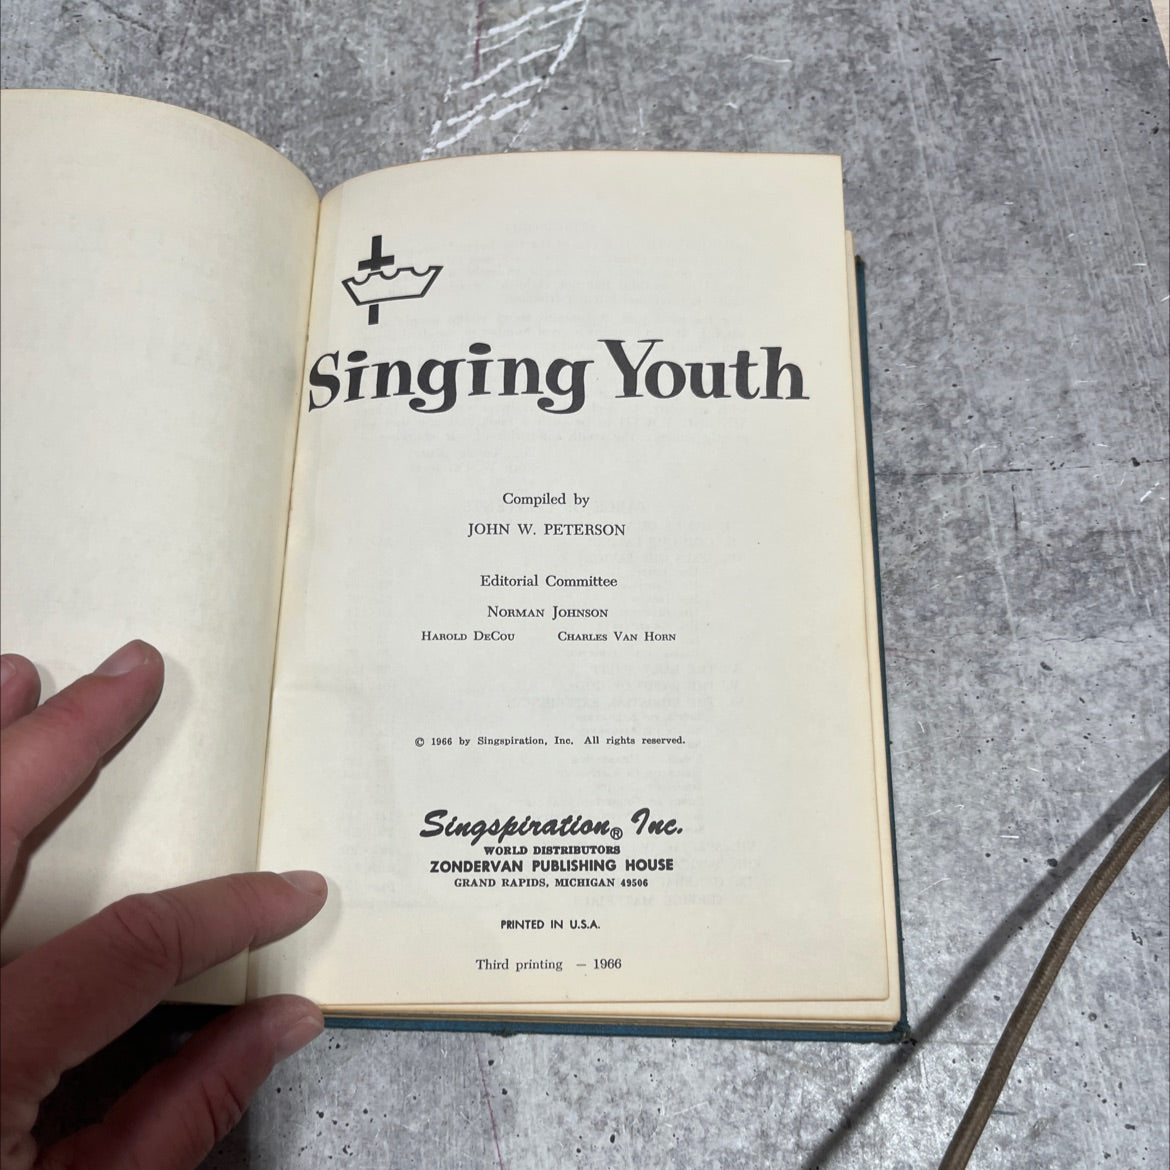 Singing Youth
Compiled by
JOHN W. PETERSON
Editorial Committee
NORMAN JOHNSON
HAROLD DECOU CHARLES VAN HORN
© 1966 by Singspiration, Inc. All rights reserved.
Singspiration® Inc.
WORLD DISTRIBUTORS
ZONDERVAN PUBLISHING HOUSE
GRAND RAPIDS, MICHIGAN 49506
PRINTED IN U.S.A.
Third printing — 1966